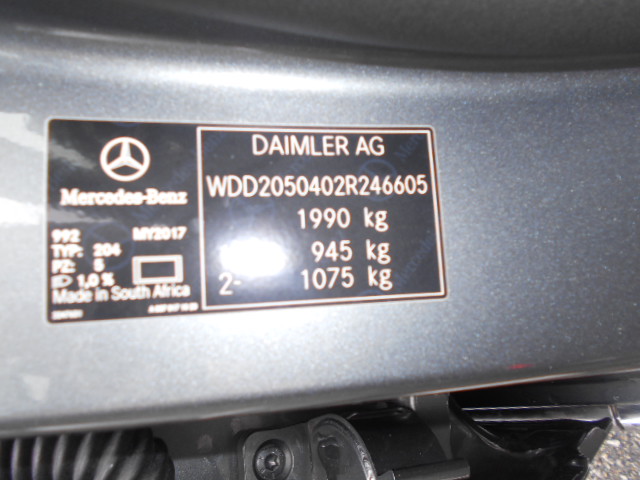 Mercedes-Benz
992 MY2017
TYP: 204
PZ: 5
1,0 %
Made in South Africa
DAIMLER AG
WDD2050402R246605
1990 kg
945 kg
2- 1075 kg